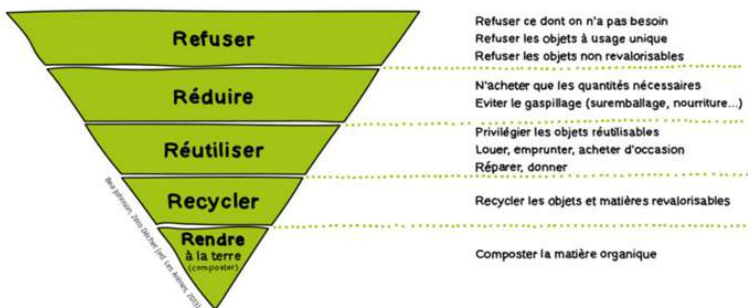 Refuser
Refuser ce dont on n'a pas besoin
Refuser les objets à usage unique
Refuser les objets non revalorisables
Réduire
N'acheter que les quantités nécessaires
Eviter le gaspillage (suremballage, nourriture...)
Réutiliser
Privilégier les objets réutilisables
Louer, emprunter, acheter d'occasion
Réparer, donner
Recycler
Recycler les objets et matières revalorisables
Rendre
à la terre
(composter)
Composter la matière organique
Bea Johnson, Zéro Déchet (ed. Les Arènes, 2013)